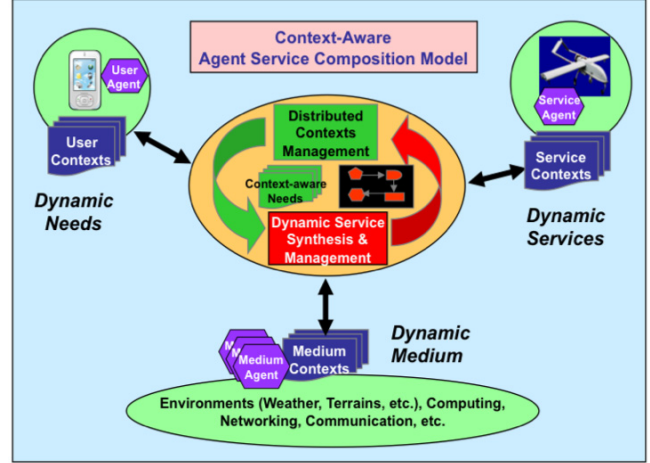 Context-Aware
Agent Service Composition Model
User
Agent
User
Contexts
Dynamic
Needs
Distributed
Contexts
Management
Context-aware
Needs
Dynamic Service
Synthesis &
Management
Service
Agent
Service
Contexts
Dynamic
Services
M
M
Medium
Agent
Medium
Contexts
Dynamic
Medium
Environments (Weather, Terrains, etc.), Computing,
Networking, Communication, etc.